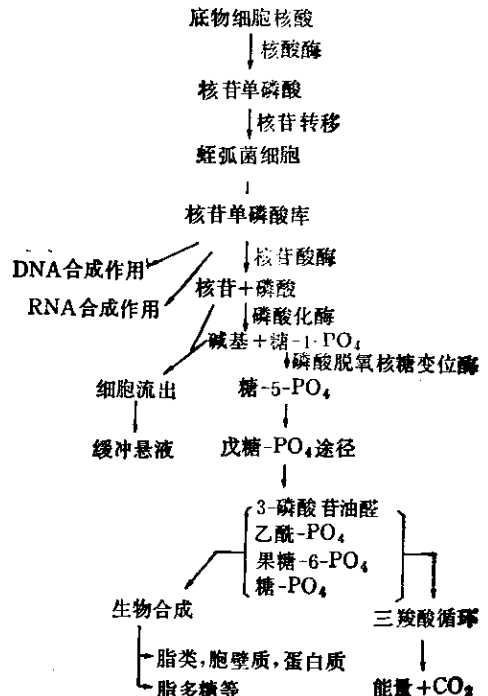 底物细胞核酸
核酸酶
核苷单磷酸
核苷转移
蛭弧菌细胞
核苷单磷酸库
DNA合成作用
核苷酸酶
RNA合成作用
核苷+磷酸
磷酸化酶
碱基+糖-1-PO₄
磷酸脱氧核糖变位酶
细胞流出
糖-5-PO₄
缓冲悬液
戊糖-PO₄途径
3-磷酸苷油醛
乙酰-PO₄
果糖-6-PO₄
糖-PO₄
生物合成
三羧酸循环
脂类,胞壁质,蛋白质
脂多糖等
能量+CO₂